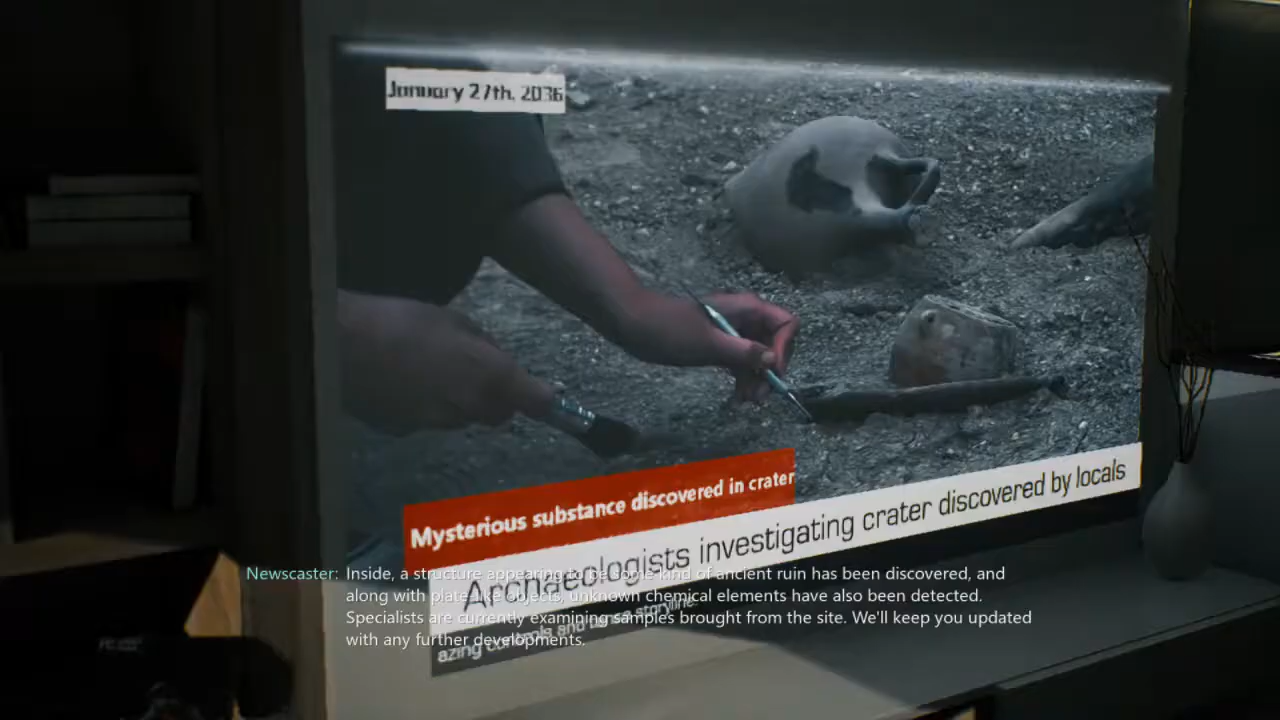 January 27th, 2036
Mysterious substance discovered in crater
Archaeologists investigating crater discovered by locals
azing and storyline
Newscaster: Inside, a structure appearing to be some kind of ancient ruin has been discovered, and
along with plate-like objects, unknown chemical elements have also been detected.
Specialists are currently examining samples brought from the site. We'll keep you updated
with any further developments.